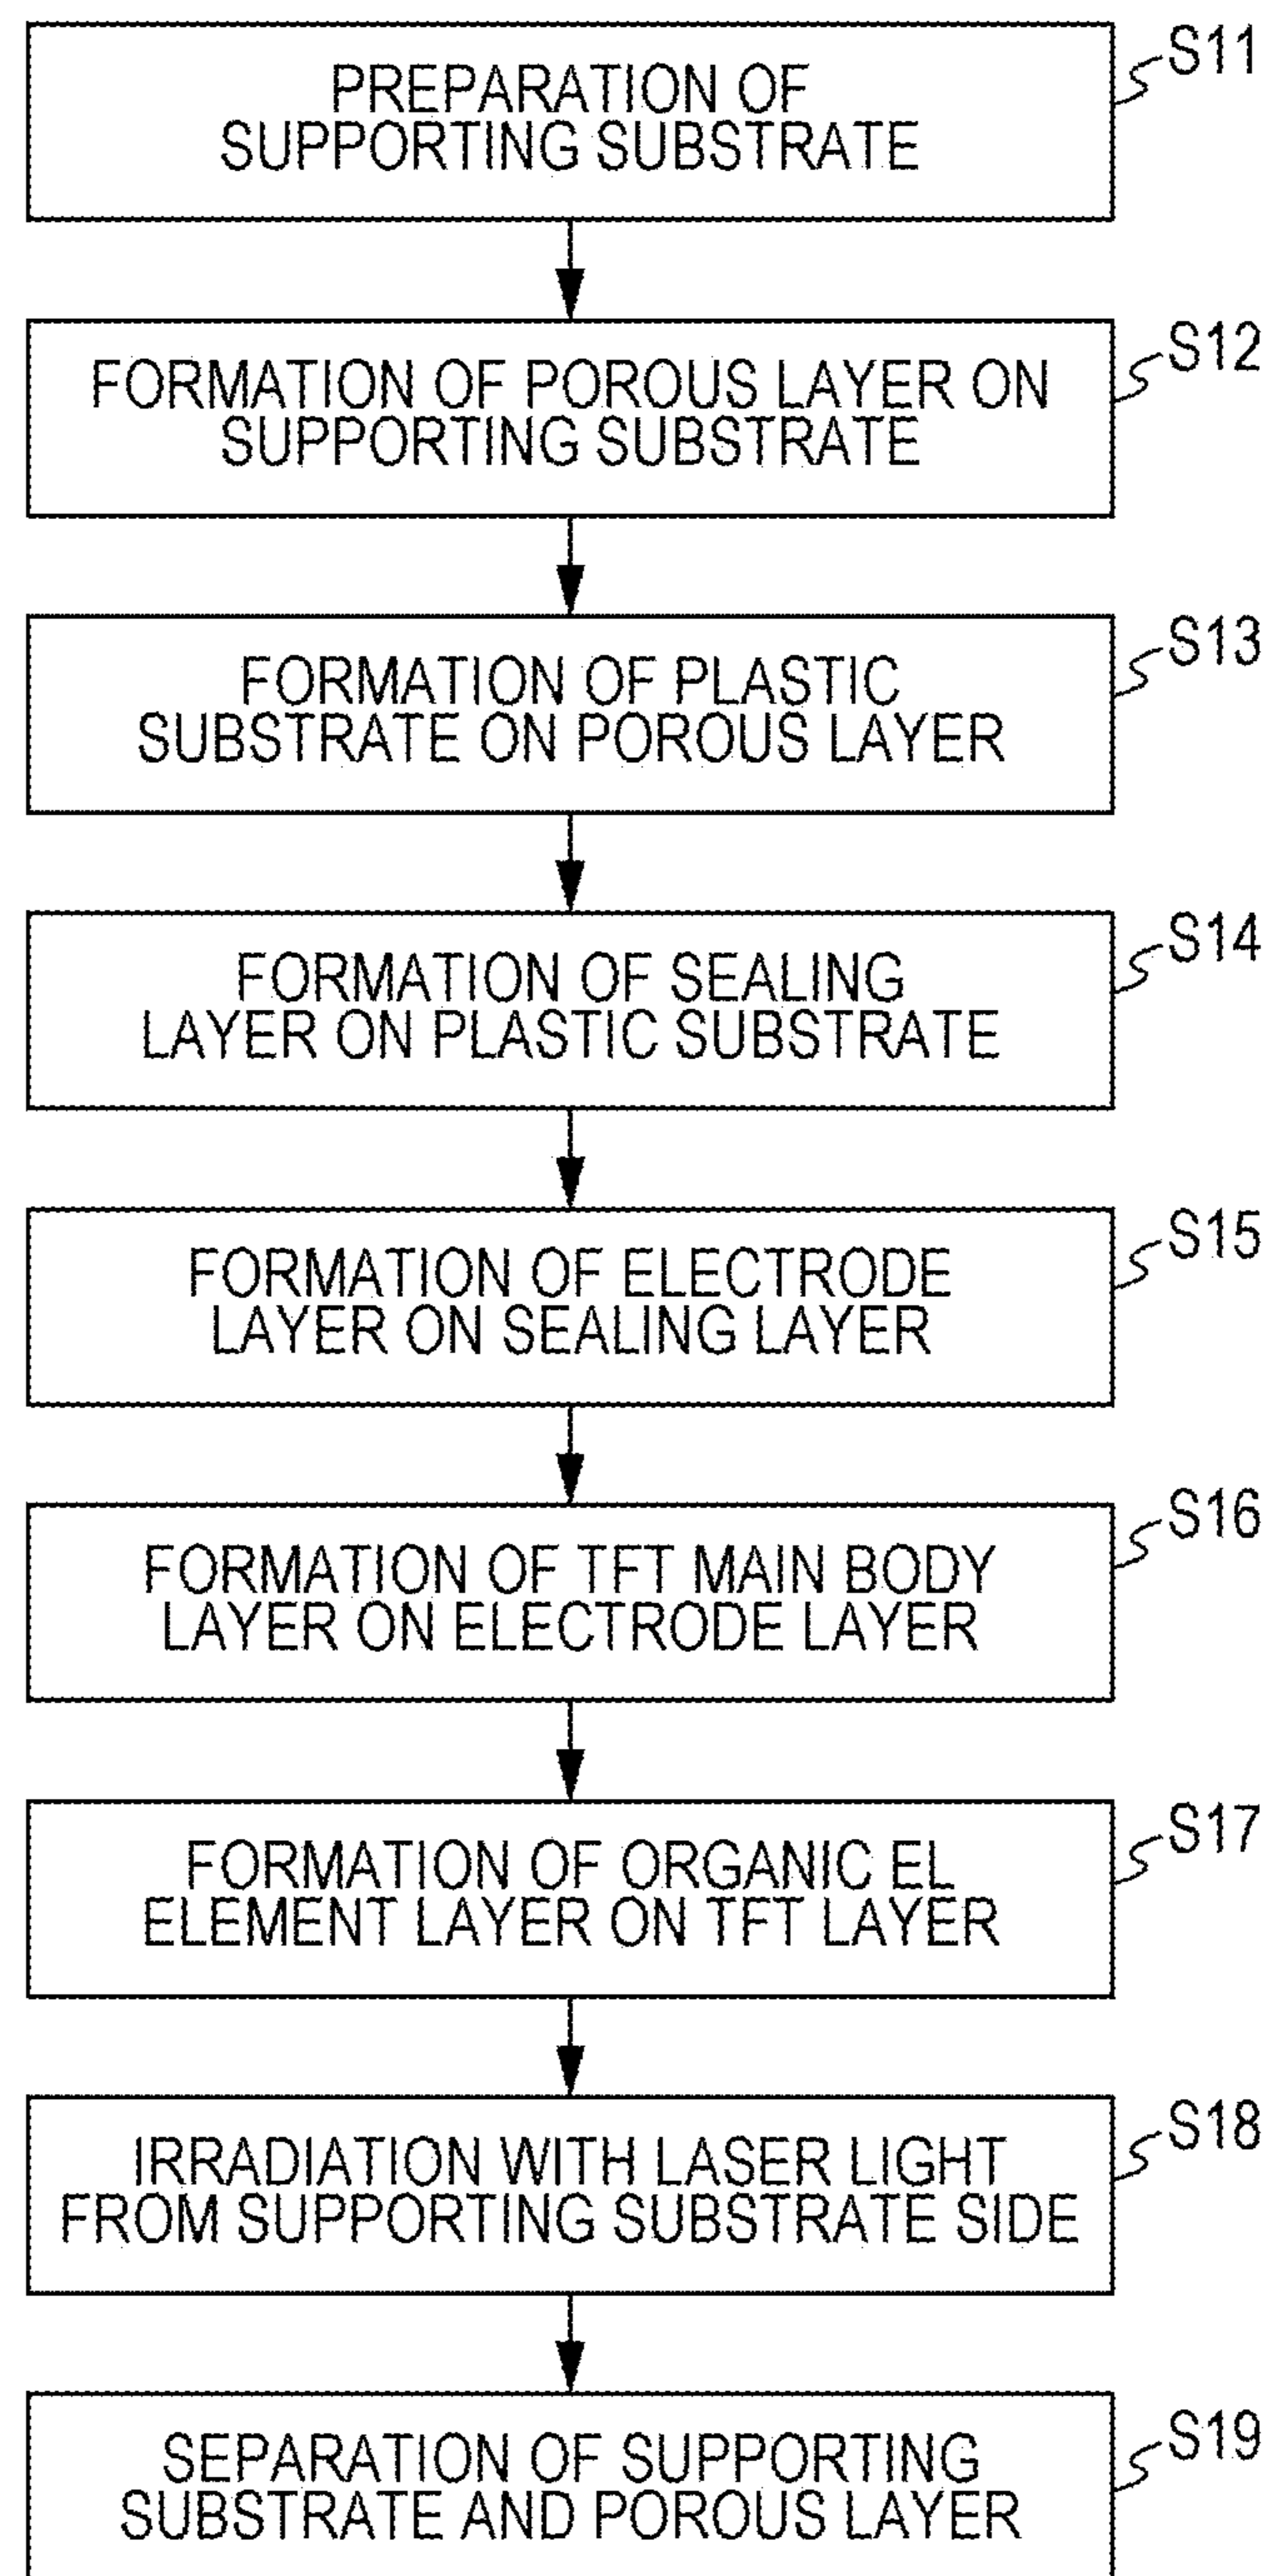 S11
PREPARATION OF
SUPPORTING SUBSTRATE
S12
FORMATION OF POROUS LAYER ON
SUPPORTING SUBSTRATE
S13
FORMATION OF PLASTIC
SUBSTRATE ON POROUS LAYER
S14
FORMATION OF SEALING
LAYER ON PLASTIC SUBSTRATE
S15
FORMATION OF ELECTRODE
LAYER ON SEALING LAYER
S16
FORMATION OF TFT MAIN BODY
LAYER ON ELECTRODE LAYER
S17
FORMATION OF ORGANIC EL
ELEMENT LAYER ON TFT LAYER
S18
IRRADIATION WITH LASER LIGHT
FROM SUPPORTING SUBSTRATE SIDE
S19
SEPARATION OF SUPPORTING
SUBSTRATE AND POROUS LAYER